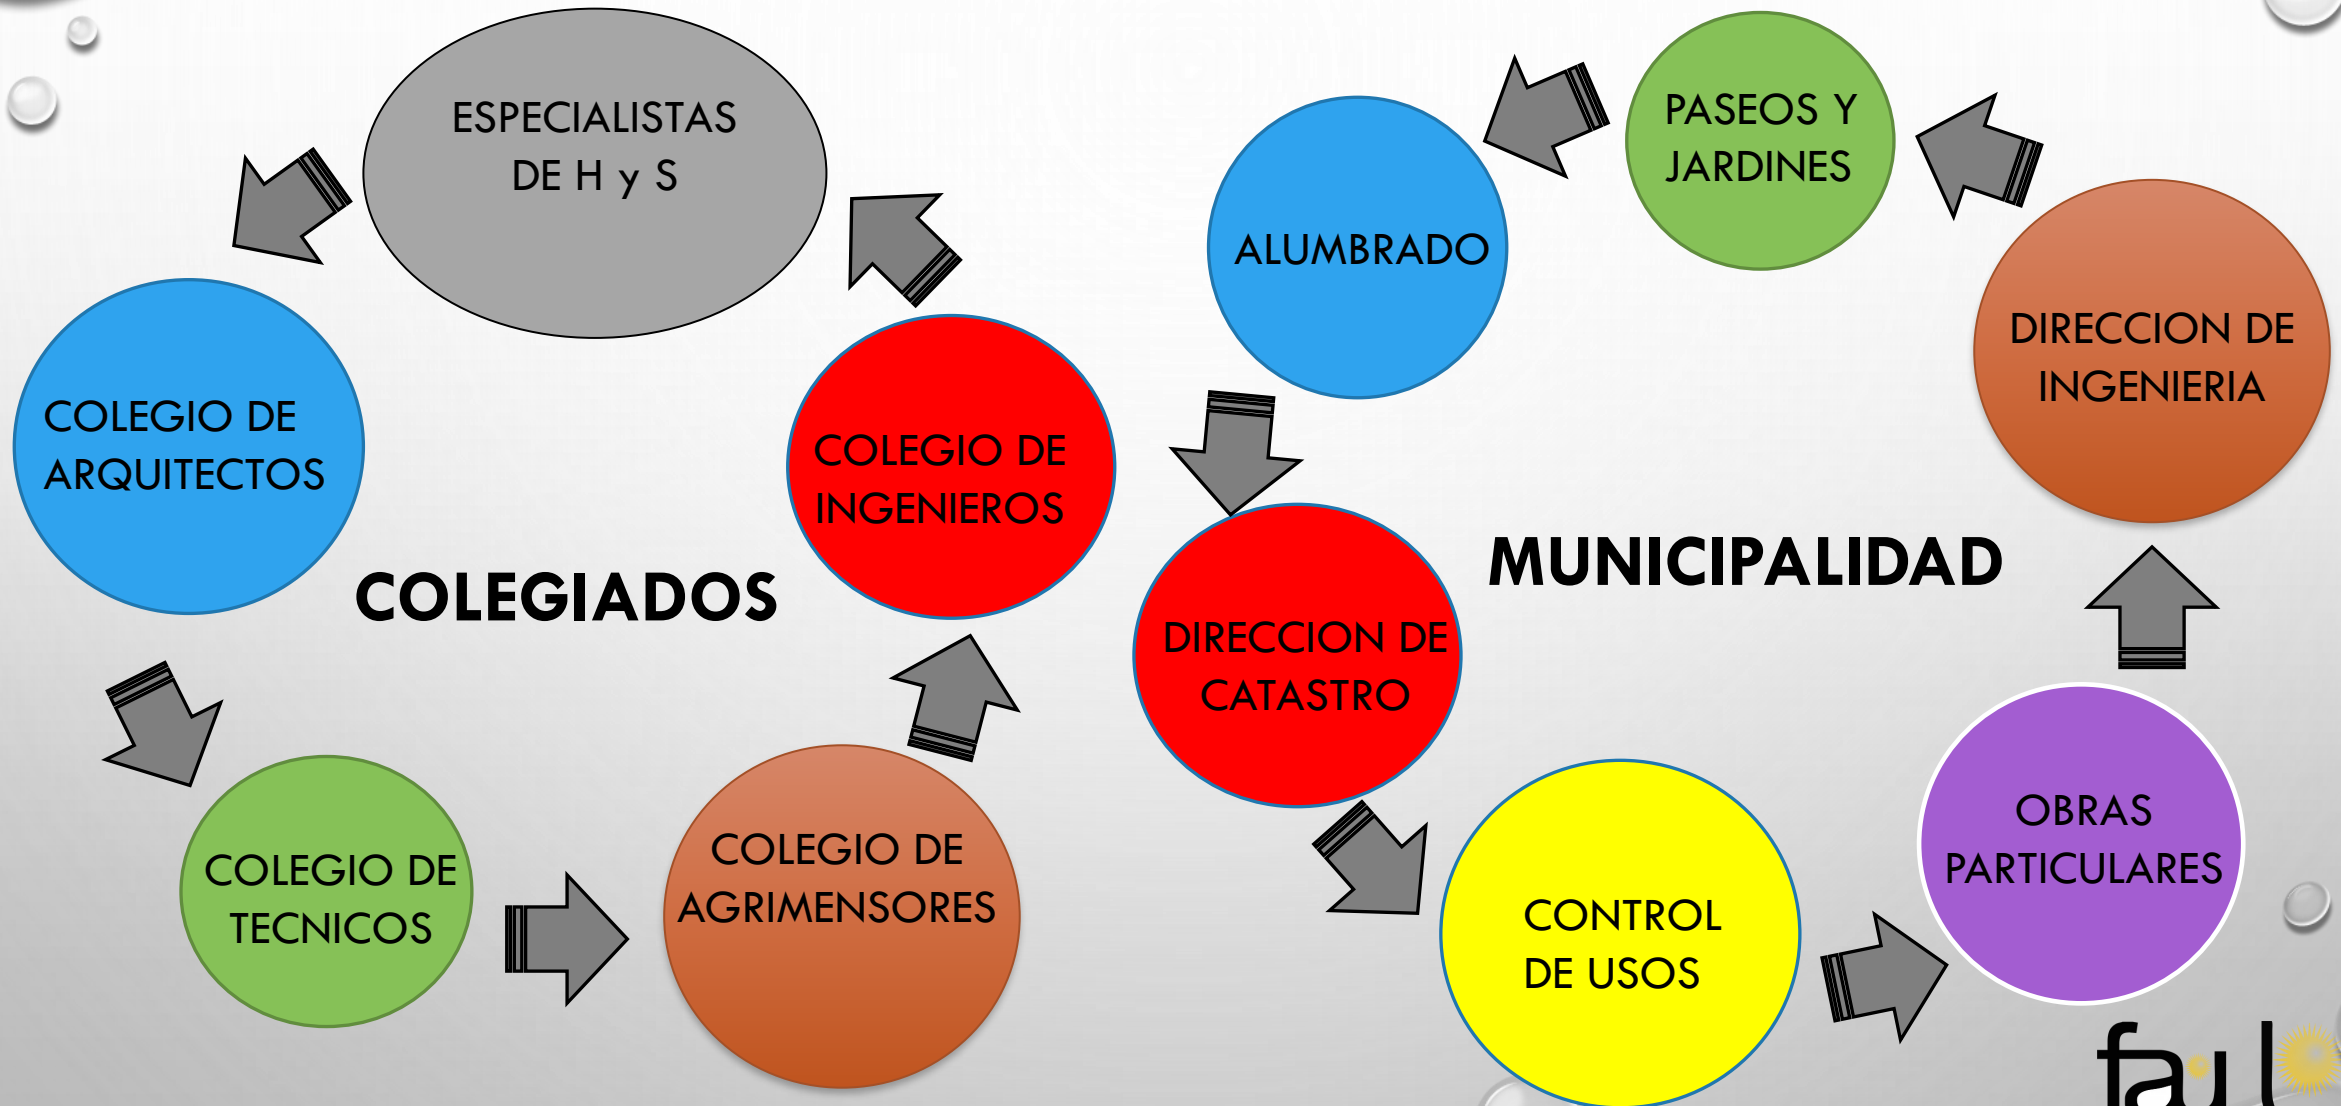 ESPECIALISTAS
DE H y S
COLEGIO DE
ARQUITECTOS
COLEGIO DE
INGENIEROS
COLEGIADOS
COLEGIO DE
TECNICOS
COLEGIO DE
AGRIMENSORES
PASEOS Y
JARDINES
ALUMBRADO
DIRECCION DE
INGENIERIA
MUNICIPALIDAD
DIRECCION DE
CATASTRO
OBRAS
PARTICULARES
CONTROL
DE USOS